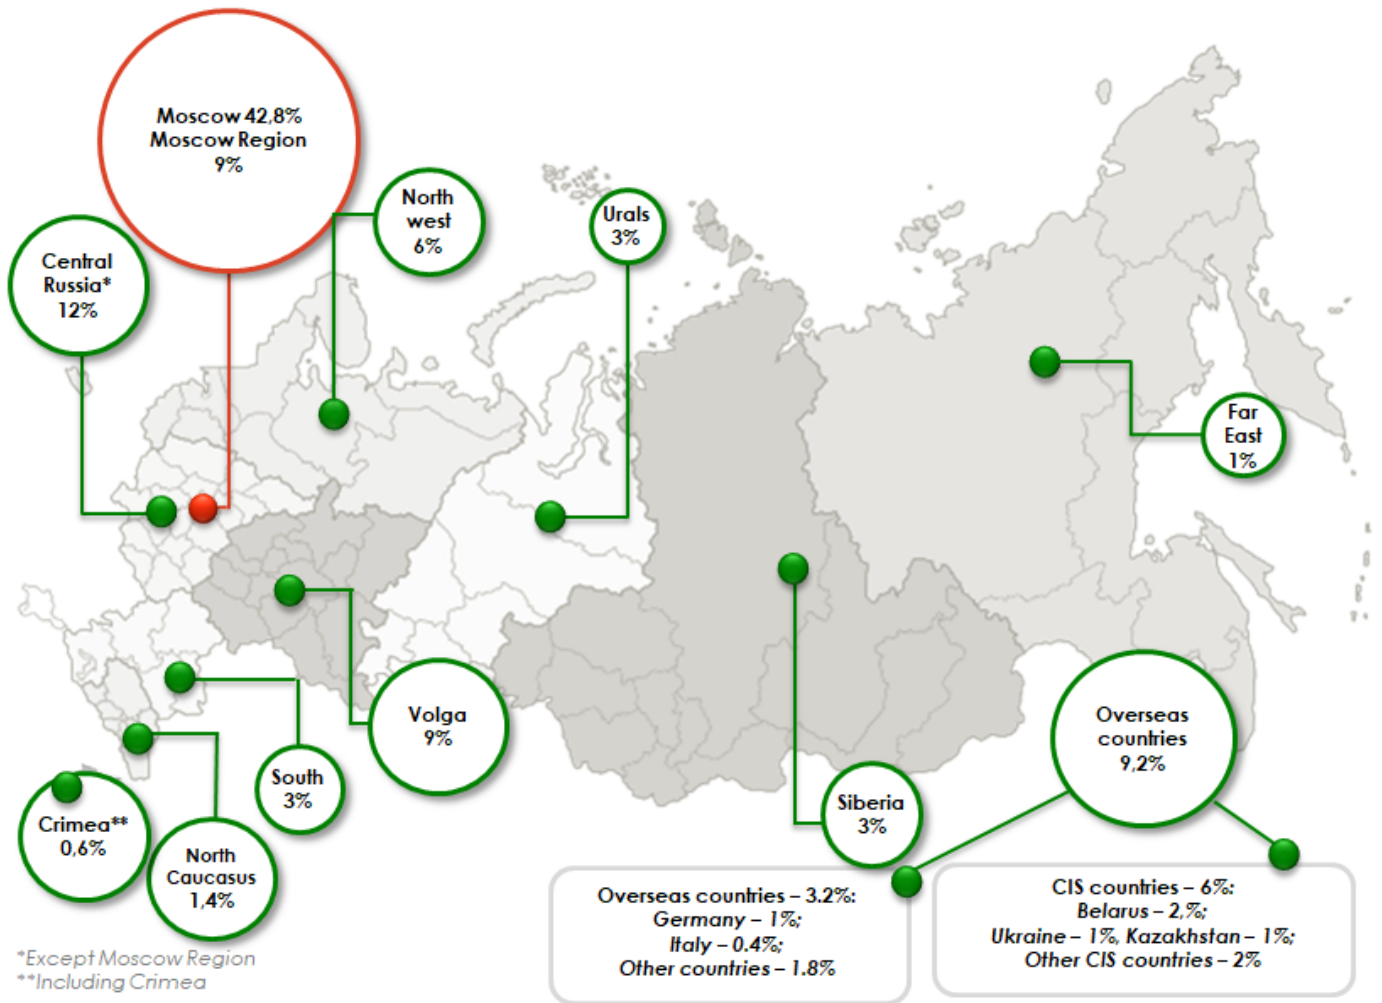 Moscow 42,8%
Moscow Region
9%
North
west
6%
Urals
3%
Central
Russia*
12%
Far
East
1%
Volga
9%
Overseas
countries
9,2%
South
3%
Siberia
3%
Crimea**
0,6%
North
Caucasus
1,4%
Overseas countries – 3.2%:
Germany – 1%;
Italy – 0.4%;
Other countries – 1.8%
CIS countries – 6%:
Belarus – 2,%;
Ukraine – 1%, Kazakhstan – 1%;
Other CIS countries – 2%
*Except Moscow Region
**Including Crimea